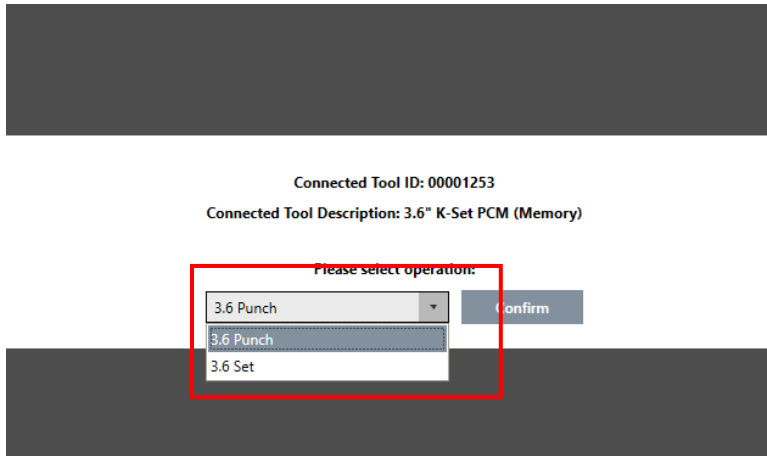 Connected Tool ID: 00001253
Connected Tool Description: 3.6" K-Set PCM (Memory)
Please select operation:
3.6 Punch
Confirm
3.6 Punch
3.6 Set